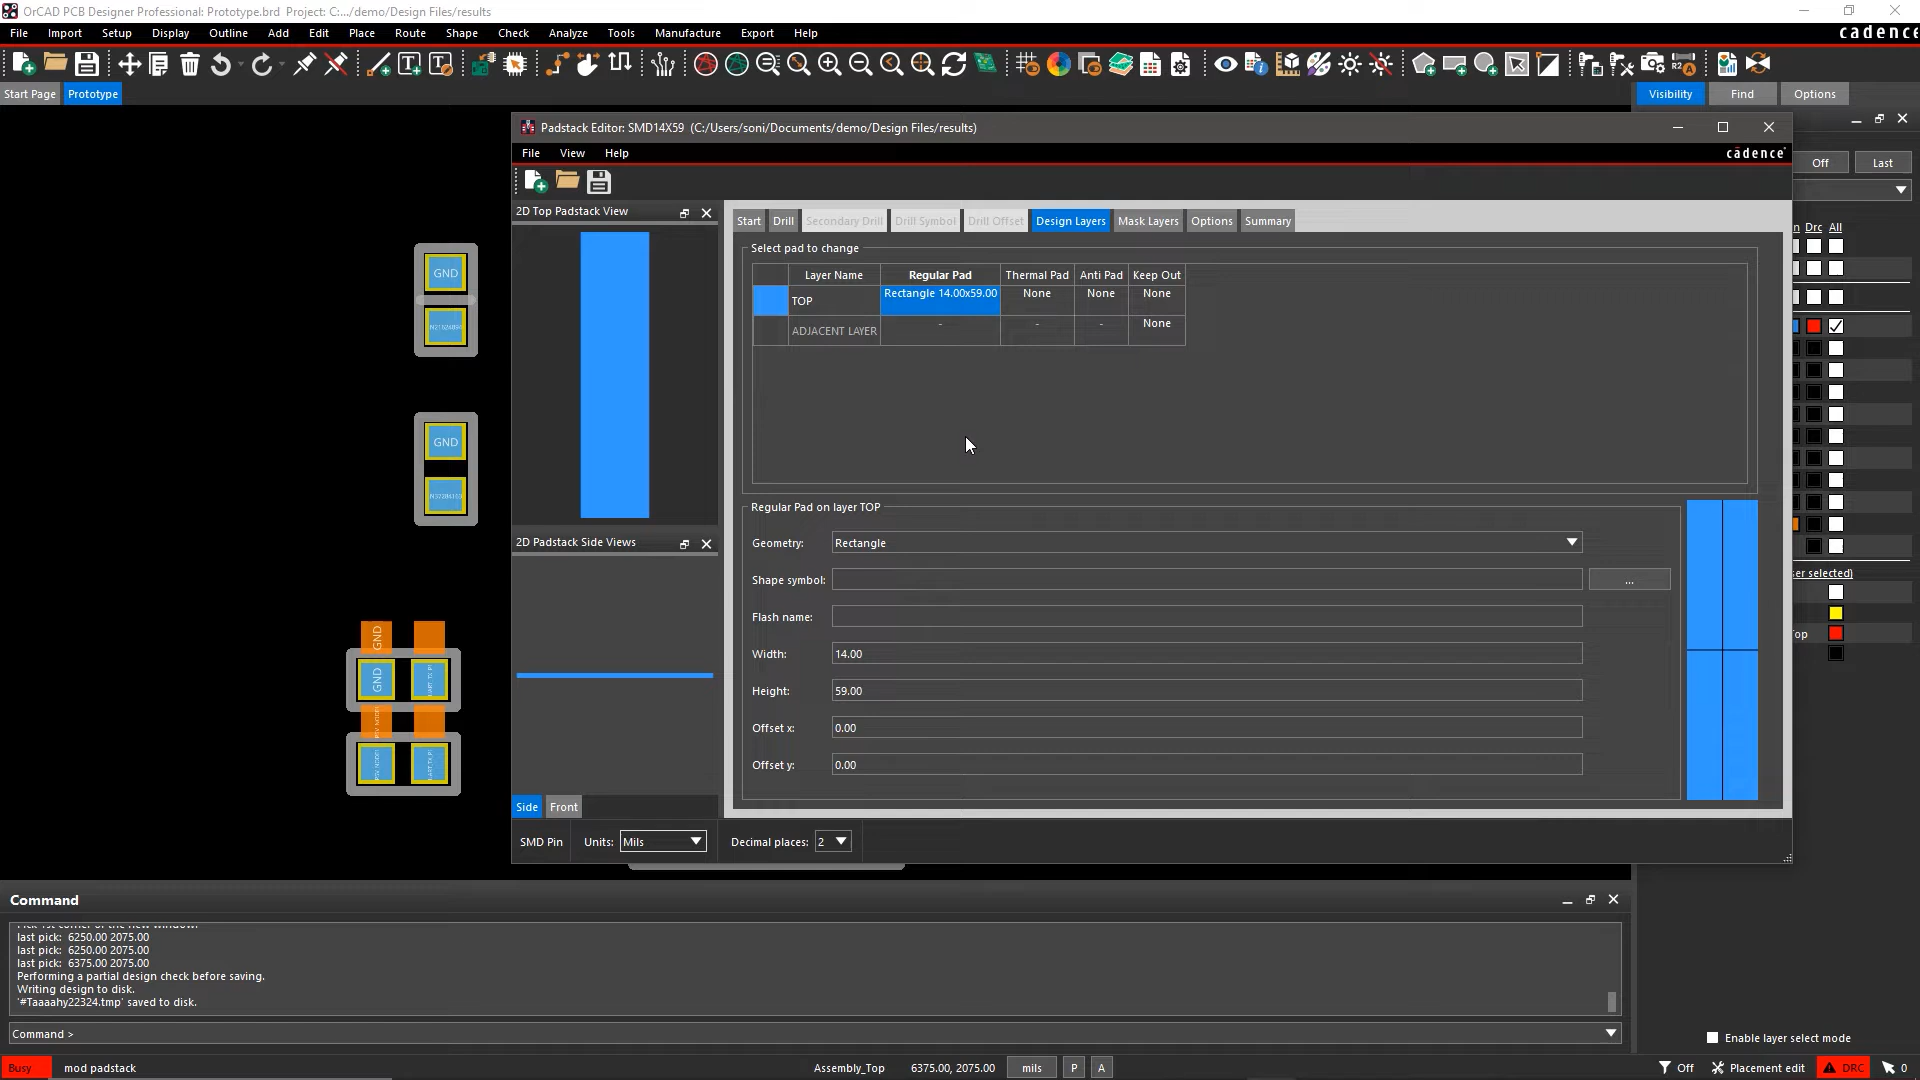 OrCAD PCB Designer Professional: Prototype.brd  Project: C:.../demo/Design Files/results
File Import Setup Display Outline Add Edit Place Route Shape Check Analyze Tools Manufacture Export Help
cadence
Start Page Prototype
Visibility Find Options
Padstack Editor: SMD14X59  (C:/Users/soni/Documents/demo/Design Files/results)
File View Help
cādence
Off Last
2D Top Padstack View
Start Drill Secondary Drill Drill Symbol Drill Offset Design Layers Mask Layers Options Summary
Drc All
Select pad to change
Layer Name Regular Pad Thermal Pad Anti Pad Keep Out
TOP Rectangle 14.00x59.00 None None None
ADJACENT LAYER - - - None
GND
GND
2D Padstack Side Views
Regular Pad on layer TOP
Geometry: Rectangle
Shape symbol: ...
Flash name:
Width: 14.00
Height: 59.00
Offset x: 0.00
Offset y: 0.00
ser selected)
op
GND
GND
Side Front
SMD Pin Units: Mils Decimal places: 2
Command
last pick:  6250.00 2075.00
last pick:  6250.00 2075.00
last pick:  6375.00 2075.00
Performing a partial design check before saving.
Writing design to disk.
'#Taaaahy22324.tmp' saved to disk.
Command >
Enable layer select mode
Busy mod padstack Assembly_Top 6375.00, 2075.00 mils P A Off Placement edit DRC 0